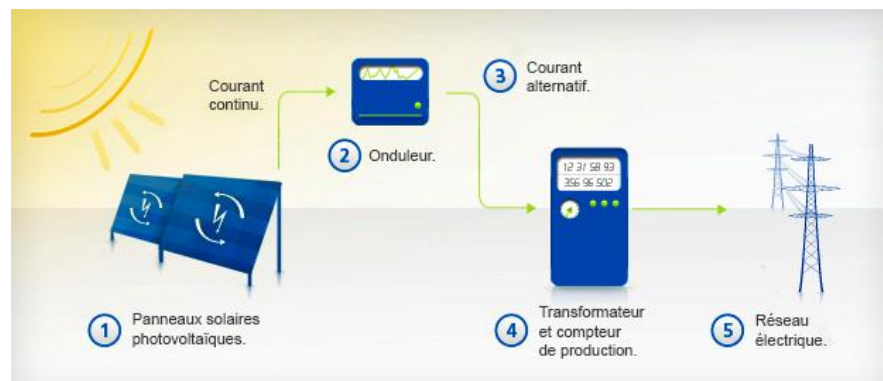 Courant
continu.
3 Courant
alternatif.
2 Onduleur.
12 31 58 93
356 96 502
1 Panneaux solaires
photovoltaïques.
4 Transformateur
et compteur
de production.
5 Réseau
électrique.